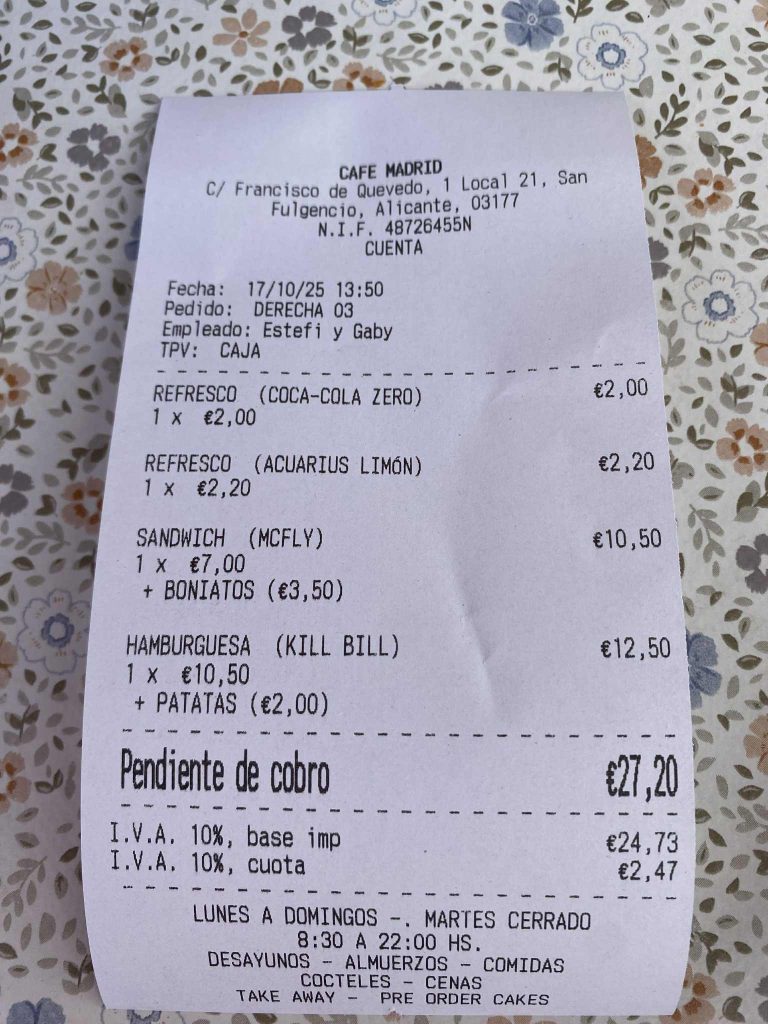 CAFE MADRID
C/ Francisco de Quevedo, 1 Local 21, San
Fulgencio, Alicante, 03177
N.I.F. 48726455N
CUENTA
Fecha: 17/10/25 13:50
Pedido: DERECHA 03
Empleado: Estefi y Gaby
TPV: CAJA
REFRESCO (COCA-COLA ZERO) €2,00
1 x €2,00
REFRESCO (ACUARIUS LIMÓN) €2,20
1 x €2,20
SANDWICH (MCFLY) €10,50
1 x €7,00
+ BONIATOS (€3,50)
HAMBURGUESA (KILL BILL) €12,50
1 x €10,50
+ PATATAS (€2,00)
Pendiente de cobro €27,20
I.V.A. 10%, base imp €24,73
I.V.A. 10%, cuota €2,47
LUNES A DOMINGOS -. MARTES CERRADO
8:30 A 22:00 HS.
DESAYUNOS - ALMUERZOS - COMIDAS
COCTELES - CENAS
TAKE AWAY - PRE ORDER CAKES